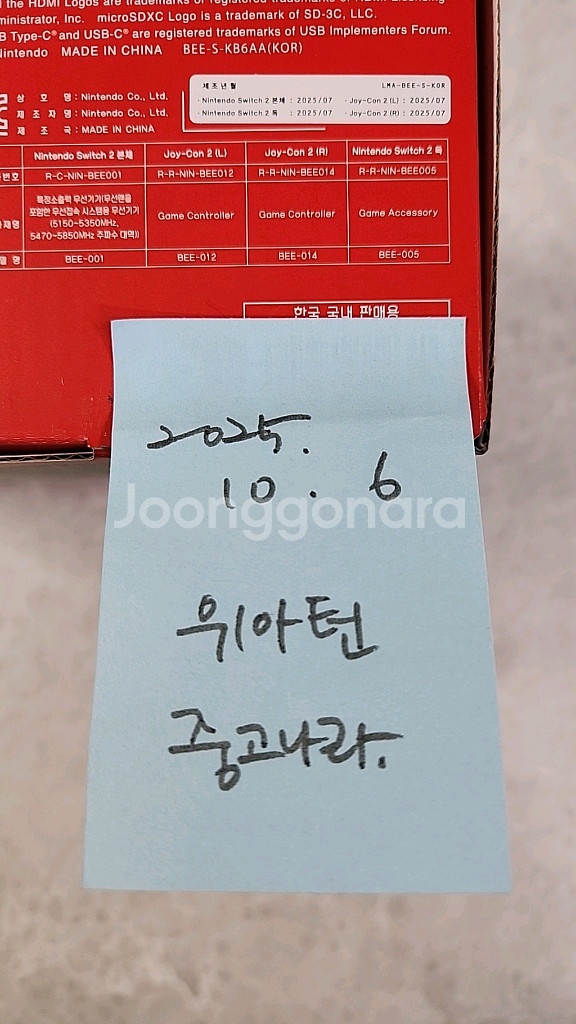 the HDMI Logos are trademarks or registered trademarks of HDMI Licensing
ministrator, Inc. microSDXC Logo is a trademark of SD-3C, LLC.
B Type-C® and USB-C® are registered trademarks of USB Implementers Forum.
Nintendo MADE IN CHINA BEE-S-KB6AA(KOR)
상 호 명 : Nintendo Co., Ltd.
제 조 자 명 : Nintendo Co., Ltd.
제 조 국 : MADE IN CHINA
제조년월 LMA-BEE-S-KOR
· Nintendo Switch 2 본체 : 2025/07 · Joy-Con 2 (L) : 2025/07
· Nintendo Switch 2 독 : 2025/07 · Joy-Con 2 (R) : 2025/07
Nintendo Switch 2 본체 Joy-Con 2 (L) Joy-Con 2 (R) Nintendo Switch 2 독
번호 R-C-NIN-BEE001 R-R-NIN-BEE012 R-R-NIN-BEE014 R-R-NIN-BEE005
특정소출력 무선기기(무선랜을
포함한 무선접속 시스템용 무선기기
(5150~5350MHz,
5470~5850MHz 주파수 대역))
자재명 Game Controller Game Controller Game Accessory
델 명 BEE-001 BEE-012 BEE-014 BEE-005
한국 국내 판매용
2025.
10. 6
Joonggonara
위아턴
중고나라.